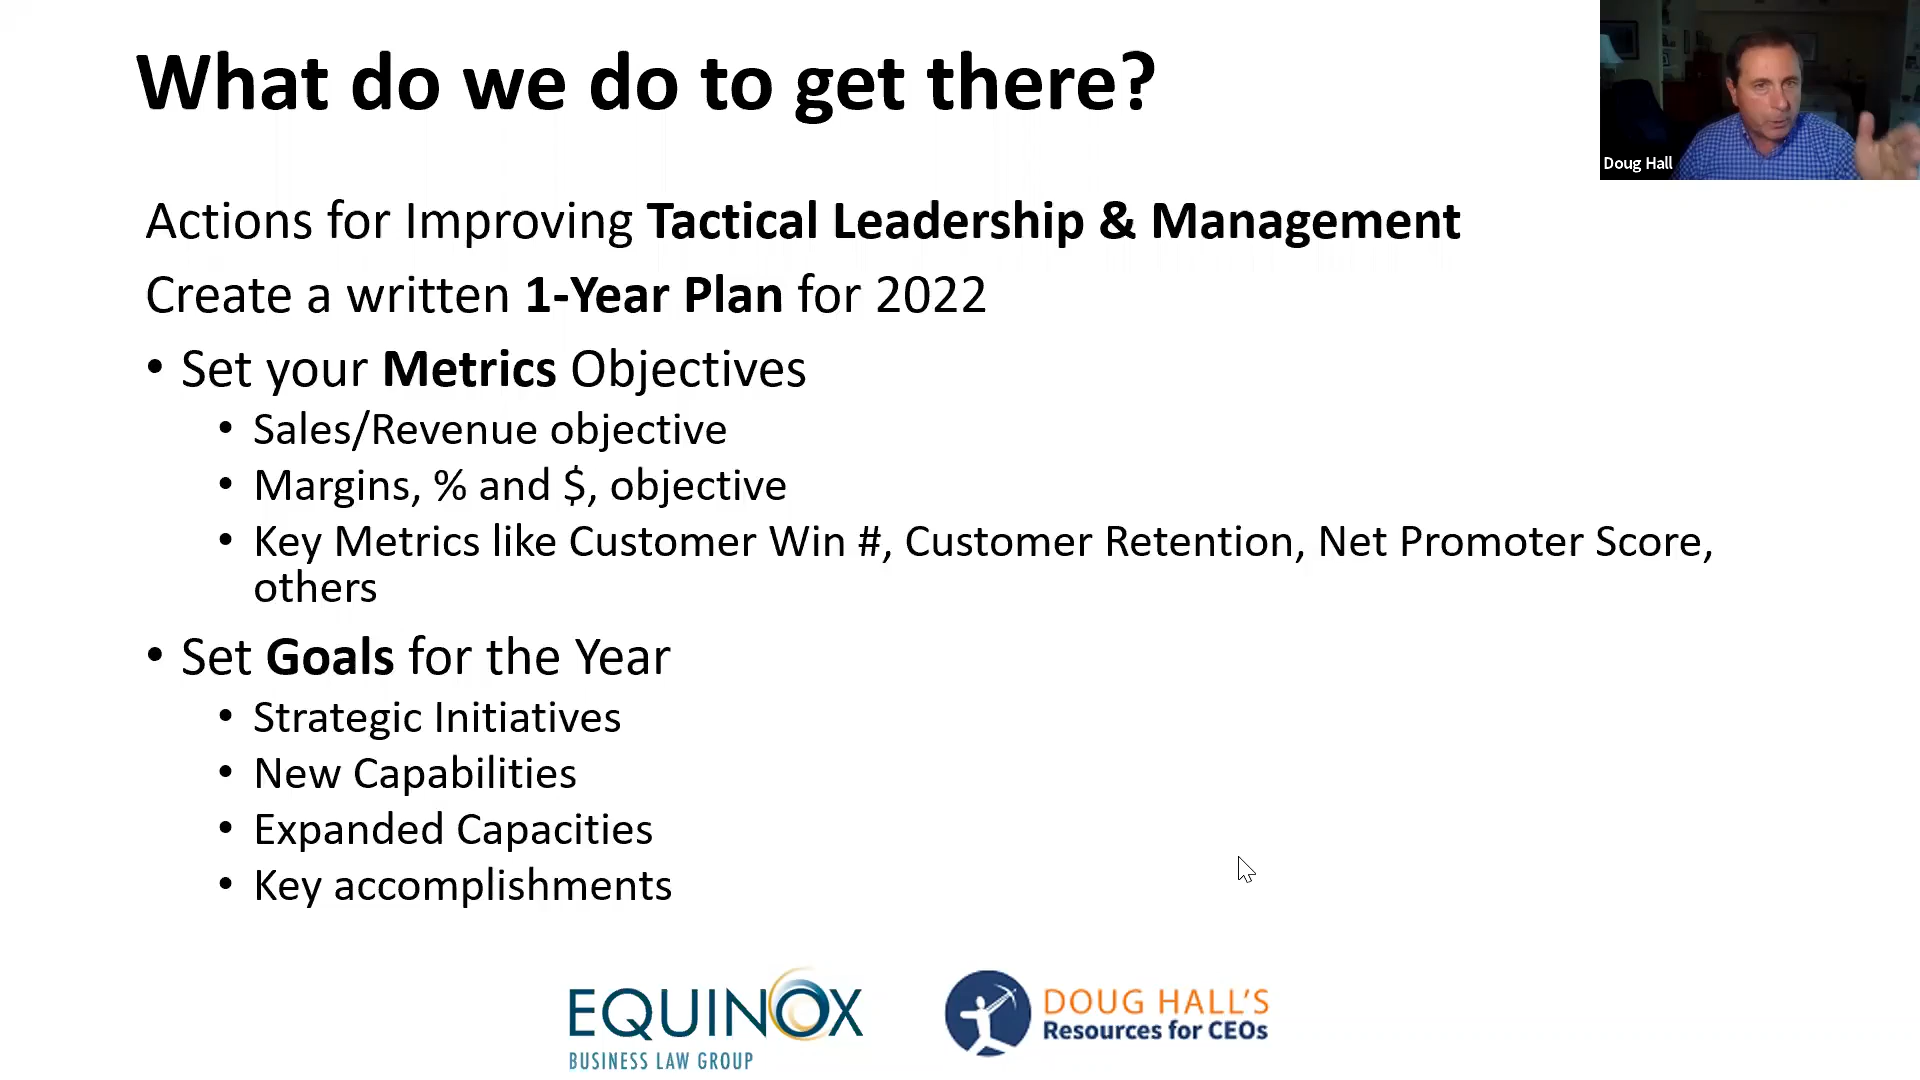 What do we do to get there?
Doug Hall
Actions for Improving Tactical Leadership & Management
Create a written 1-Year Plan for 2022
• Set your Metrics Objectives
• Sales/Revenue objective
• Margins, % and $, objective
• Key Metrics like Customer Win #, Customer Retention, Net Promoter Score,
others
• Set Goals for the Year
• Strategic Initiatives
• New Capabilities
• Expanded Capacities
• Key accomplishments
EQUINOX
BUSINESS LAW GROUP
DOUG HALL'S
Resources for CEOs